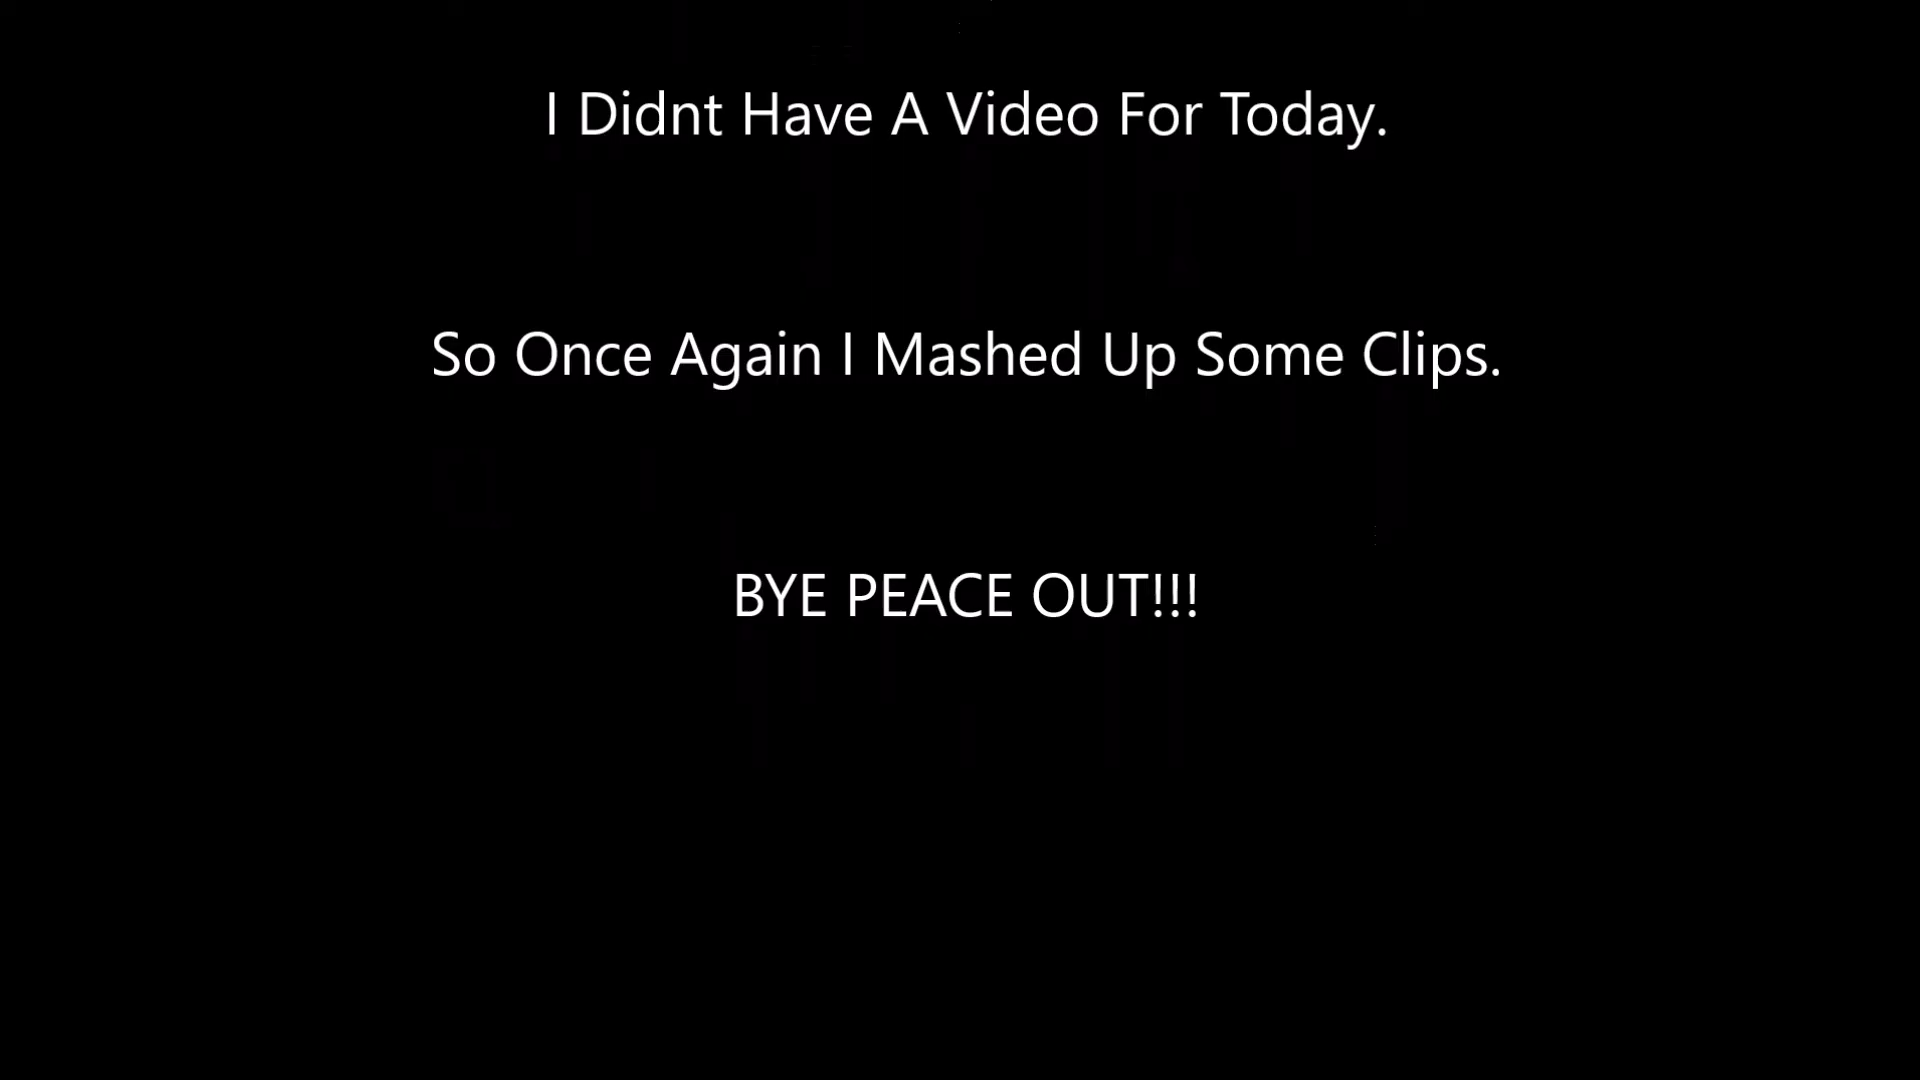 I Didnt Have A Video For Today.
So Once Again I Mashed Up Some Clips.
BYE PEACE OUT!!!